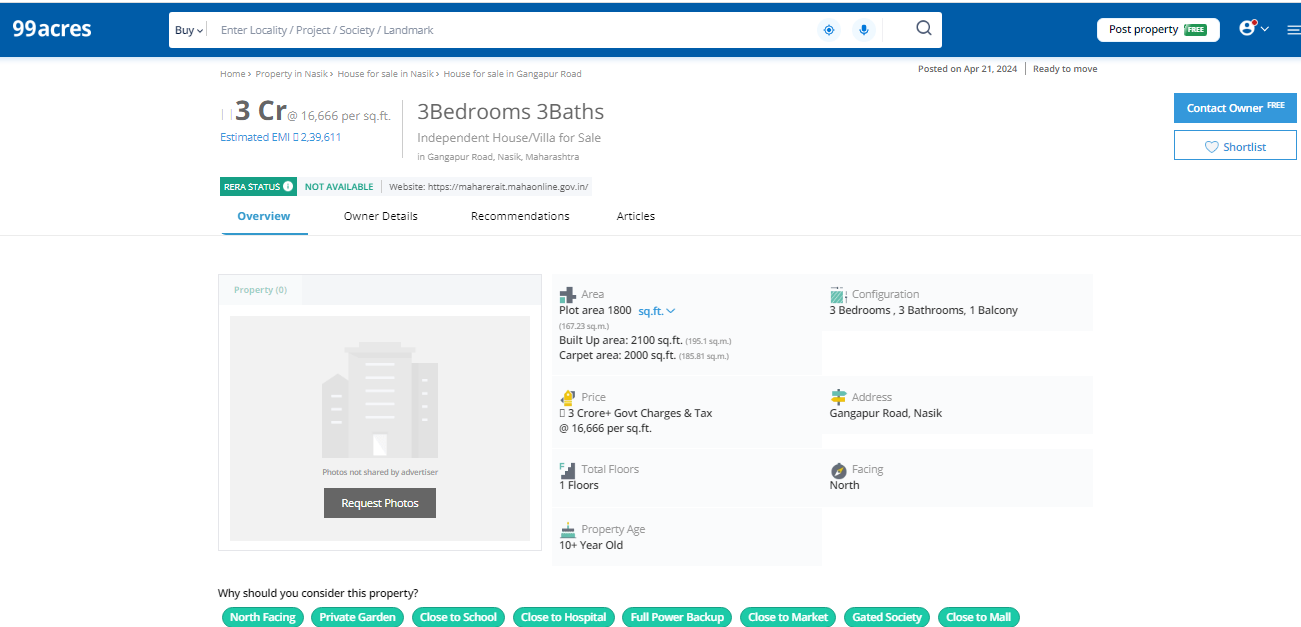 99acres
Buy
Enter Locality / Project / Society / Landmark
Post property FREE
Home › Property in Nasik › House for sale in Nasik › House for sale in Gangapur Road
Posted on Apr 21, 2024 | Ready to move
3 Cr @ 16,666 per sq.ft.
Estimated EMI ▯ 2,39,611
3Bedrooms 3Baths
Independent House/Villa for Sale
in Gangapur Road, Nasik, Maharashtra
Contact Owner FREE
Shortlist
RERA STATUS i NOT AVAILABLE | Website: https://maharerait.mahaonline.gov.in/
Overview Owner Details Recommendations Articles
Property (0)
Photos not shared by advertiser
Request Photos
Area
Plot area 1800 sq.ft.
(167.23 sq.m.)
Built Up area: 2100 sq.ft. (195.1 sq.m.)
Carpet area: 2000 sq.ft. (185.81 sq.m.)
Configuration
3 Bedrooms , 3 Bathrooms, 1 Balcony
Price
▯ 3 Crore+ Govt Charges & Tax
@ 16,666 per sq.ft.
Address
Gangapur Road, Nasik
Total Floors
1 Floors
Facing
North
Property Age
10+ Year Old
Why should you consider this property?
North Facing Private Garden Close to School Close to Hospital Full Power Backup Close to Market Gated Society Close to Mall